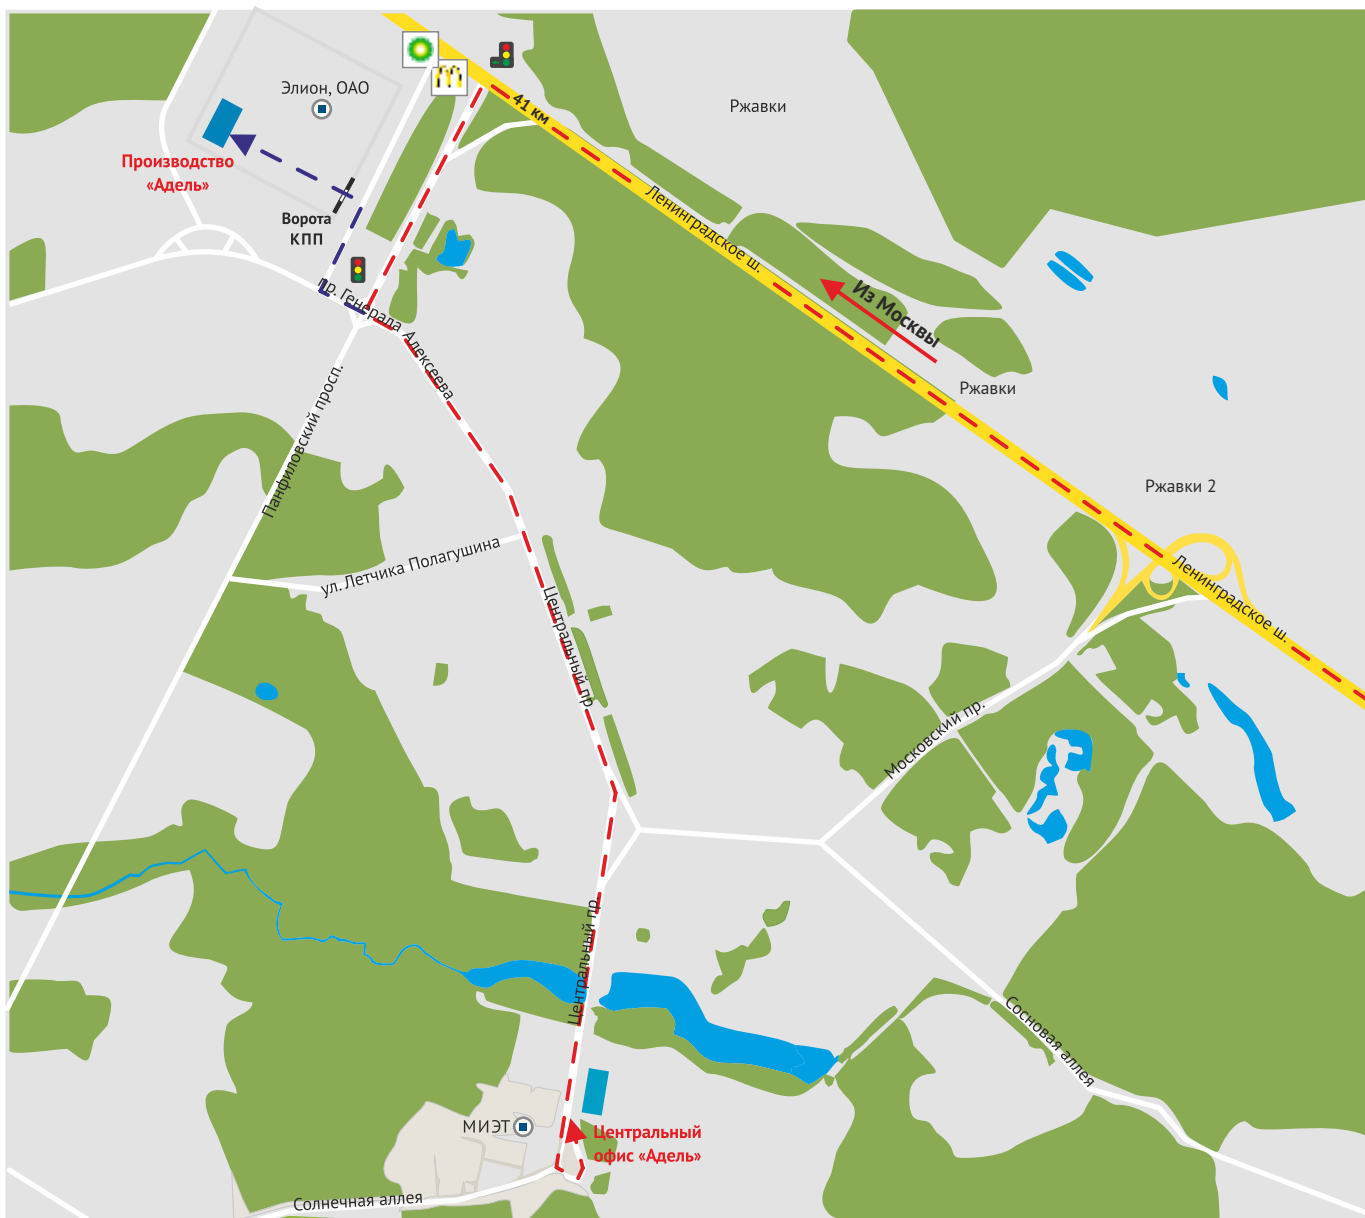 Элион, ОАО
41 км
Ржавки
Производство
«Адель»
Ворота
КПП
Ленинградское ш.
Из Москвы
пр. Генерала Алексеева
Панфиловский просп.
Ржавки
Ржавки 2
ул. Летчика Полагушина
Ленинградское ш.
Центральный пр.
Московский пр.
Центральный пр.
Сосновая аллея
МИЭТ
Центральный
офис «Адель»
Солнечная аллея